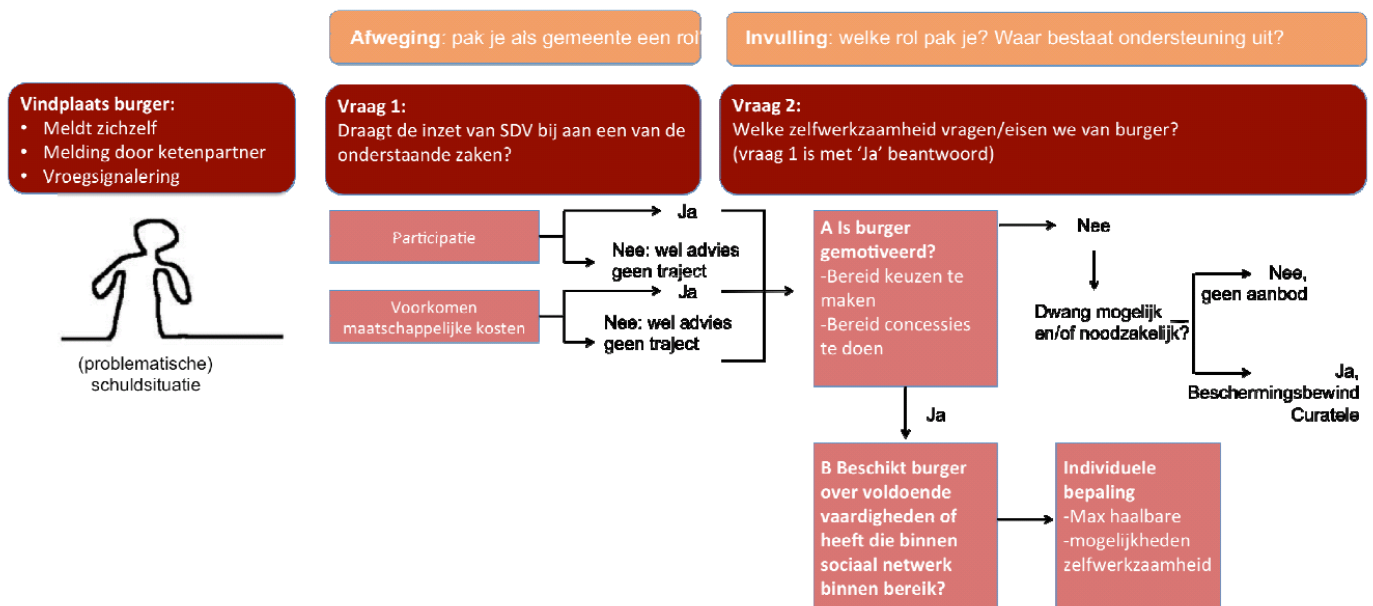 Afweging: pak je als gemeente een rol?
Invulling: welke rol pak je? Waar bestaat ondersteuning uit?
Vindplaats burger:
• Meldt zichzelf
• Melding door ketenpartner
• Vroegsignalering
Vraag 1:
Draagt de inzet van SDV bij aan een van de
onderstaande zaken?
Vraag 2:
Welke zelfwerkzaamheid vragen/eisen we van burger?
(vraag 1 is met ‘Ja’ beantwoord)
(problematische)
schuldsituatie
Participatie
Ja
Nee: wel advies
geen traject
Voorkomen
maatschappelijke kosten
Ja
Nee: wel advies
geen traject
A Is burger
gemotiveerd?
-Bereid keuzen te
maken
-Bereid concessies
te doen
Nee
Dwang mogelijk
en/of noodzakelijk?
Nee,
geen aanbod
Ja,
Beschermingsbewind
Curatele
Ja
B Beschikt burger
over voldoende
vaardigheden of
heeft die binnen
sociaal netwerk
binnen bereik?
Individuele
bepaling
-Max haalbare
-mogelijkheden
zelfwerkzaamheid